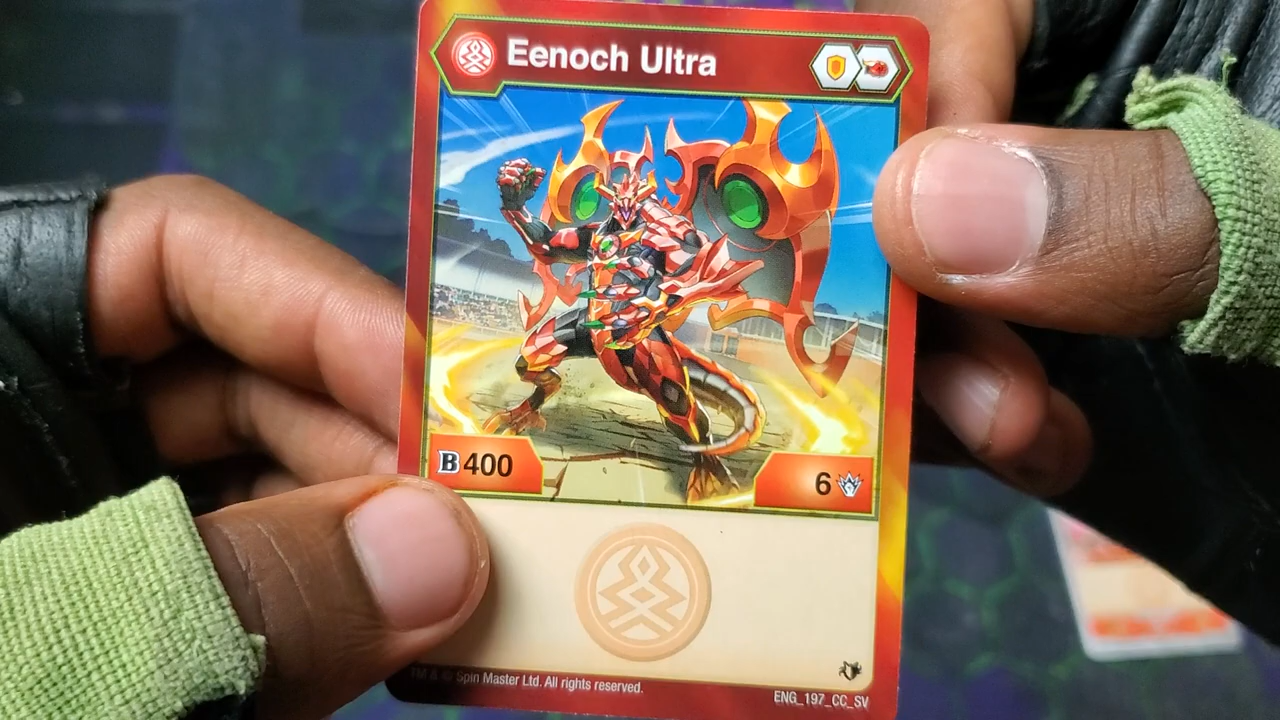 Eenoch Ultra
B 400
6
TM & © Spin Master Ltd. All rights reserved.
ENG_197_CC_SV